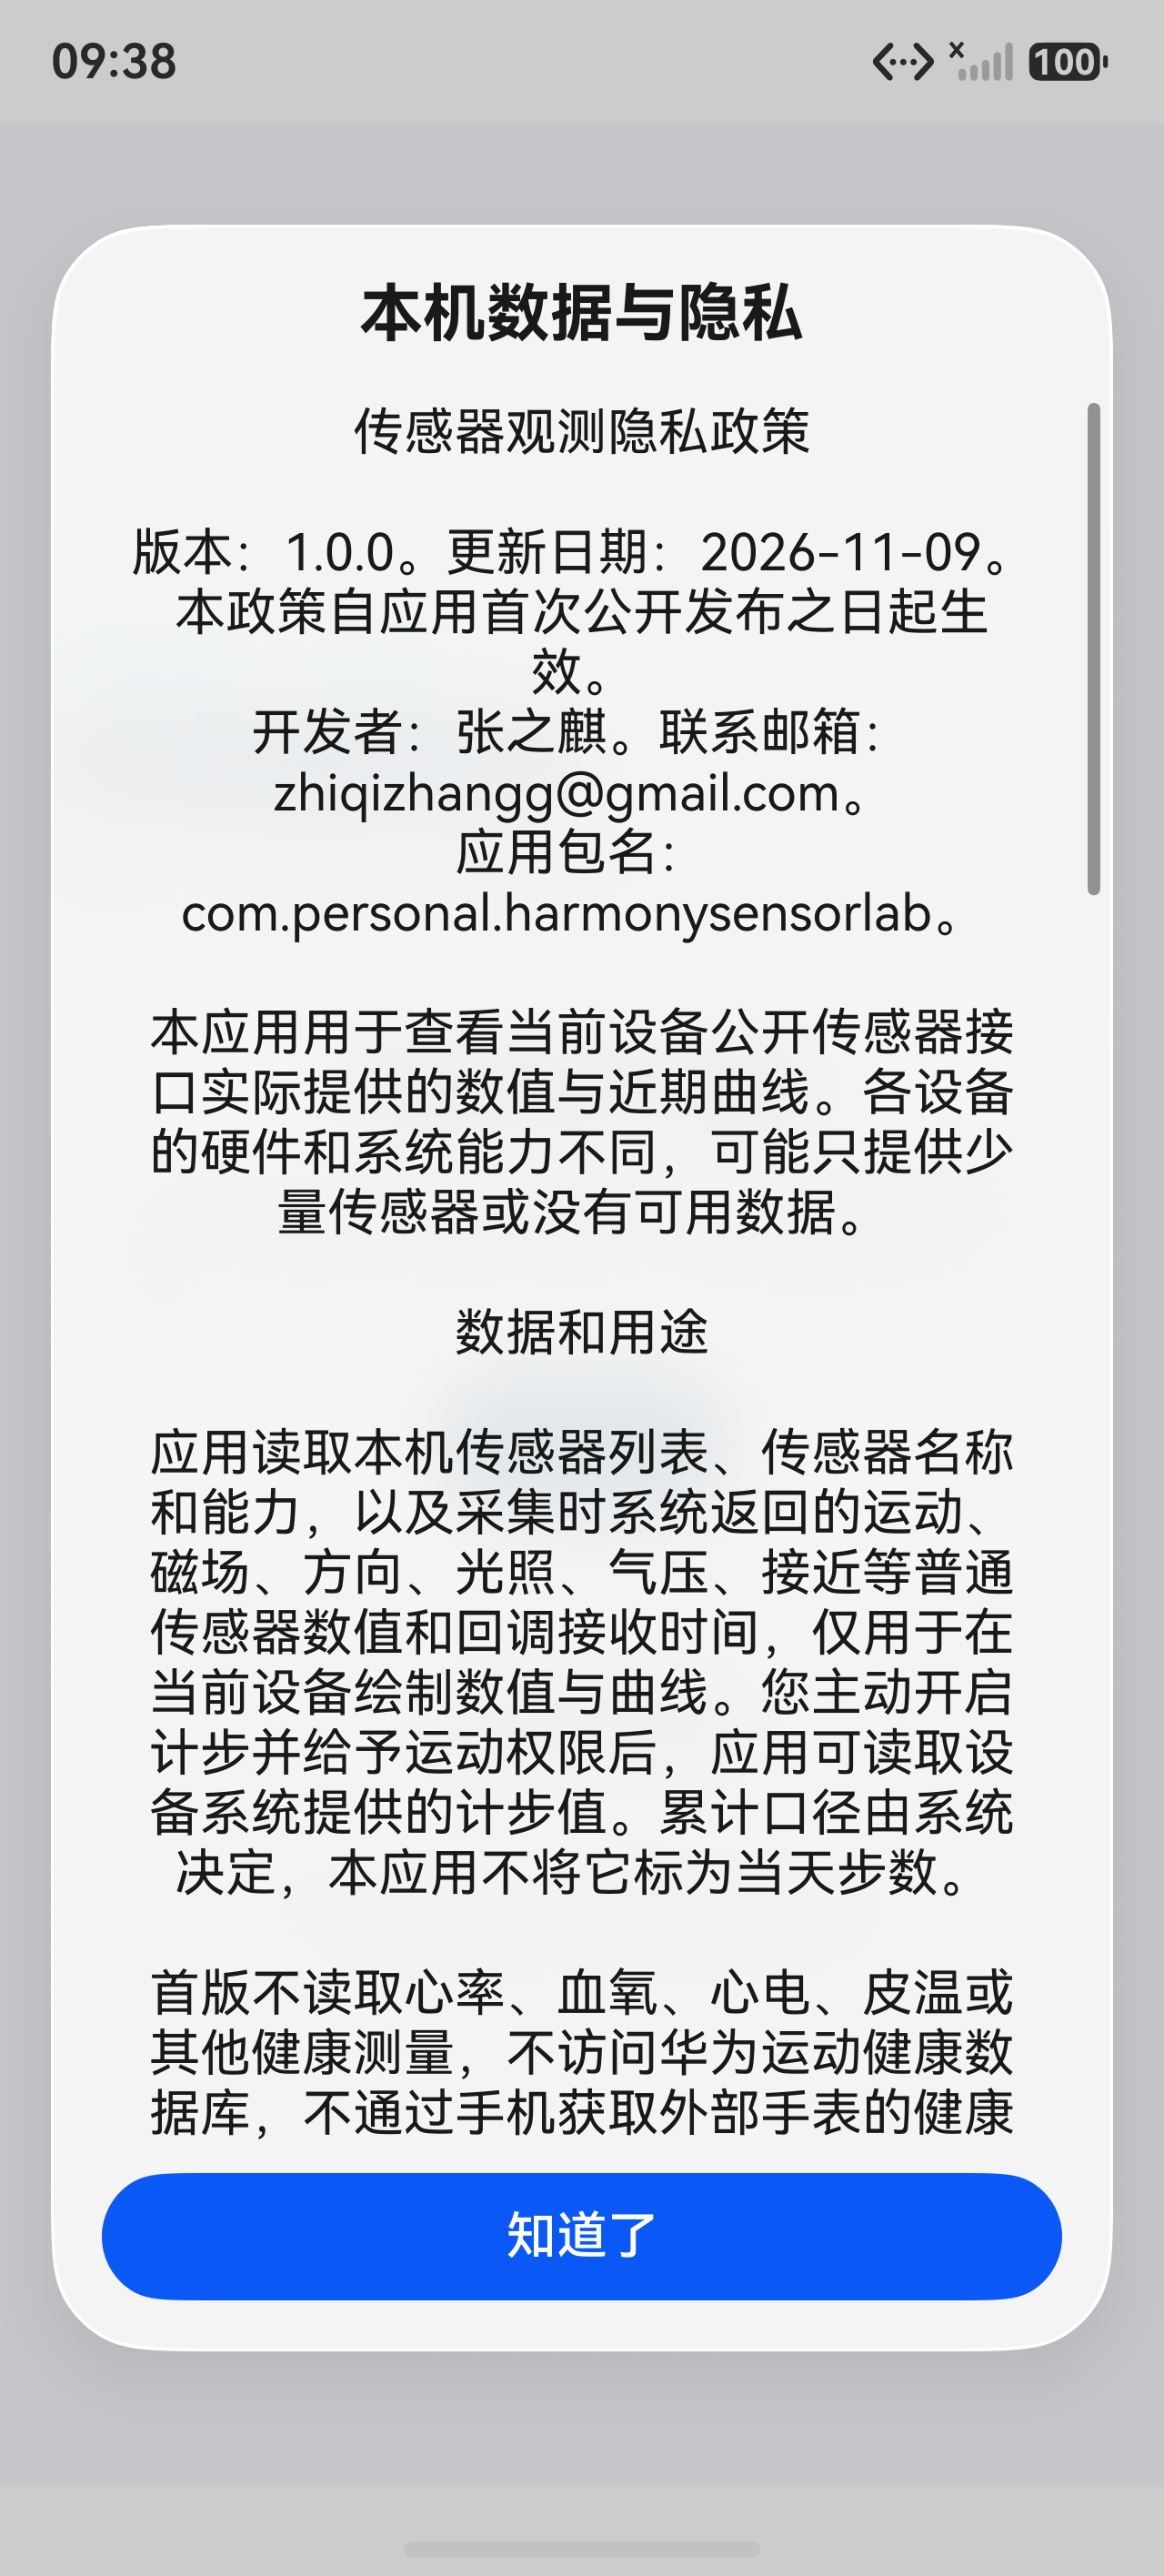 09:38
100
本机数据与隐私
传感器观测隐私政策
版本：1.0.0。更新日期：2026-11-09。
本政策自应用首次公开发布之日起生
效。
开发者：张之麒。联系邮箱：
zhiqizhangg@gmail.com。
应用包名：
com.personal.harmonysensorlab。
本应用用于查看当前设备公开传感器接
口实际提供的数值与近期曲线。各设备
的硬件和系统能力不同，可能只提供少
量传感器或没有可用数据。
数据和用途
应用读取本机传感器列表、传感器名称
和能力，以及采集时系统返回的运动、
磁场、方向、光照、气压、接近等普通
传感器数值和回调接收时间，仅用于在
当前设备绘制数值与曲线。您主动开启
计步并给予运动权限后，应用可读取设
备系统提供的计步值。累计口径由系统
决定，本应用不将它标为当天步数。
首版不读取心率、血氧、心电、皮温或
其他健康测量，不访问华为运动健康数
据库，不通过手机获取外部手表的健康
知道了